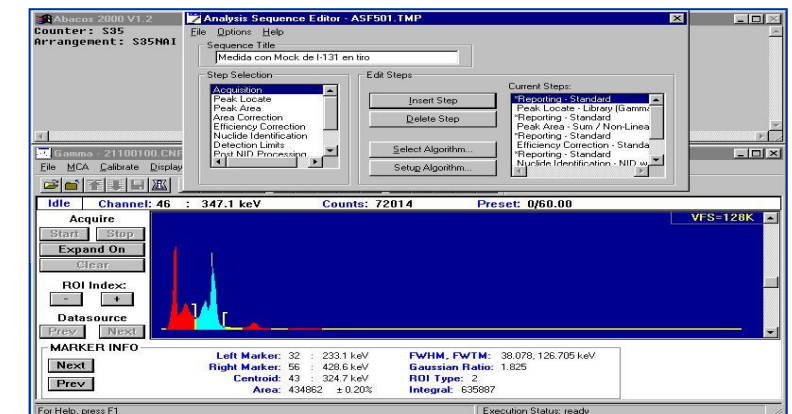 Abacos 2000 V1.2
Counter: S35
Arrangement: S35NAI
Analysis Sequence Editor - ASF501.TMP
File Options Help
Sequence Title
Medida con Mock de I-131 en tiro
Step Selection
Acquisition
Peak Locate
Peak Area
Area Correction
Efficiency Correction
Nuclide Identification
Detection Limits
Post NID Processing
Edit Steps
Insert Step
Delete Step
Select Algorithm...
Setup Algorithm...
Current Steps:
*Reporting - Standard
Peak Locate - Library (Gamma
*Reporting - Standard
Peak Area - Sum / Non-Linea
*Reporting - Standard
Efficiency Correction - Standa
*Reporting - Standard
Nuclide Identification - NID w
Gamma - 21100100.CNF
File MCA Calibrate Display
Idle Channel: 46 : 347.1 keV Counts: 72014 Preset: 0/60.00
Acquire
Start Stop
Expand On
Clear
ROI Index:
- +
Datasource
Prev Next
VFS=128K
MARKER INFO
Next
Prev
Left Marker: 32 : 233.1 keV FWHM, FWTM: 38.078, 126.705 keV
Right Marker: 56 : 428.6 keV Gaussian Ratio: 1.825
Centroid: 43 : 324.7 keV ROI Type: 2
Area: 434862 ± 0.20% Integral: 635887
For Help, press F1 Execution Status: ready